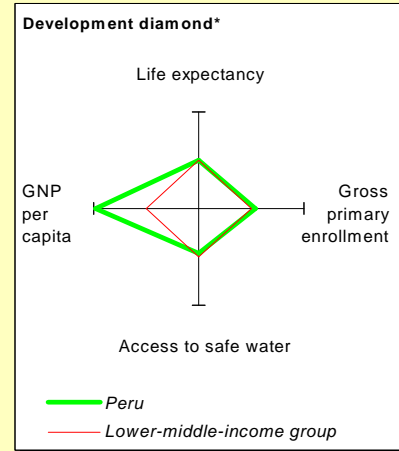 Development diamond*
Life expectancy
GNP
per
capita
Gross
primary
enrollment
Access to safe water
Peru
Lower-middle-income group